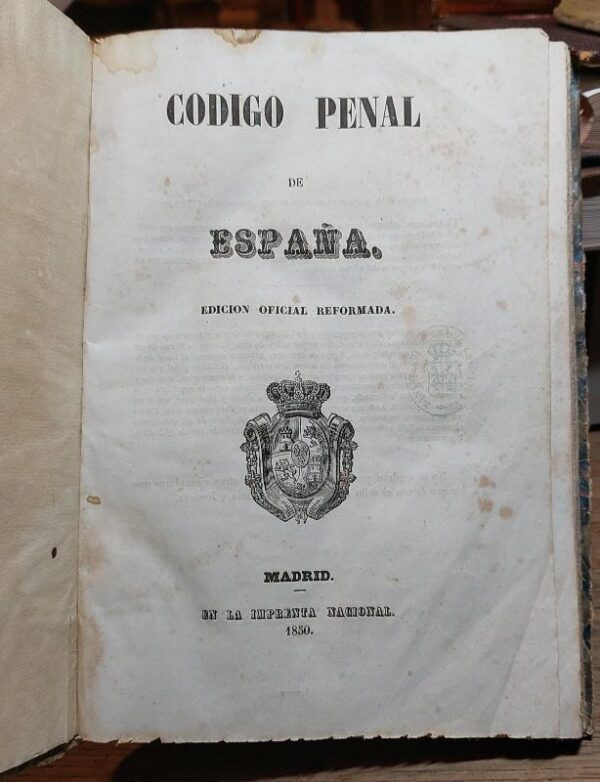 CODIGO PENAL
DE
ESPAÑA.
EDICION OFICIAL REFORMADA.
MADRID.
EN LA IMPRENTA NACIONAL.
1850.